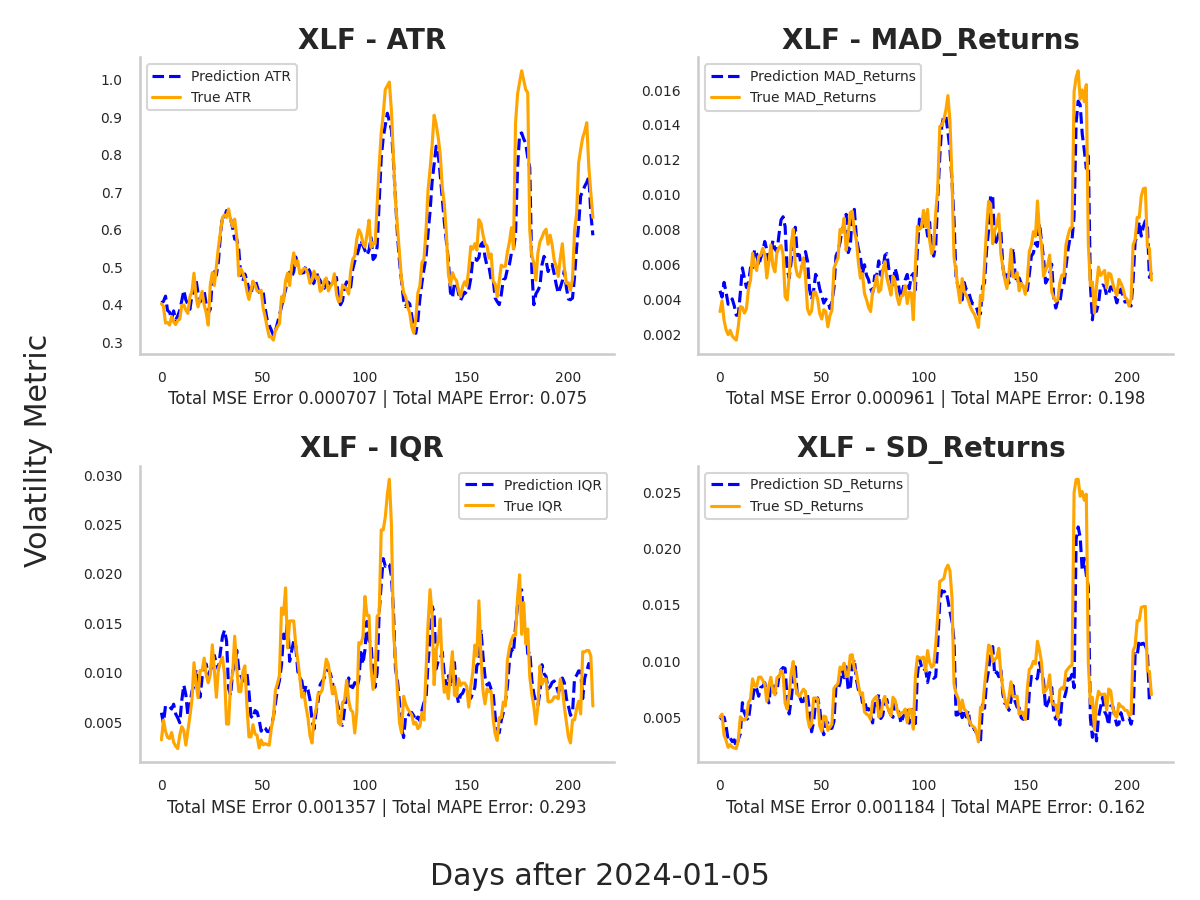 XLF - ATR
Prediction ATR
True ATR
1.0
0.9
0.8
0.7
0.6
0.5
0.4
0.3
0 50 100 150 200
Total MSE Error 0.000707 | Total MAPE Error: 0.075
XLF - MAD_Returns
Prediction MAD_Returns
True MAD_Returns
0.016
0.014
0.012
0.010
0.008
0.006
0.004
0.002
0 50 100 150 200
Total MSE Error 0.000961 | Total MAPE Error: 0.198
Volatility Metric
XLF - IQR
Prediction IQR
True IQR
0.030
0.025
0.020
0.015
0.010
0.005
0 50 100 150 200
Total MSE Error 0.001357 | Total MAPE Error: 0.293
XLF - SD_Returns
Prediction SD_Returns
True SD_Returns
0.025
0.020
0.015
0.010
0.005
0 50 100 150 200
Total MSE Error 0.001184 | Total MAPE Error: 0.162
Days after 2024-01-05